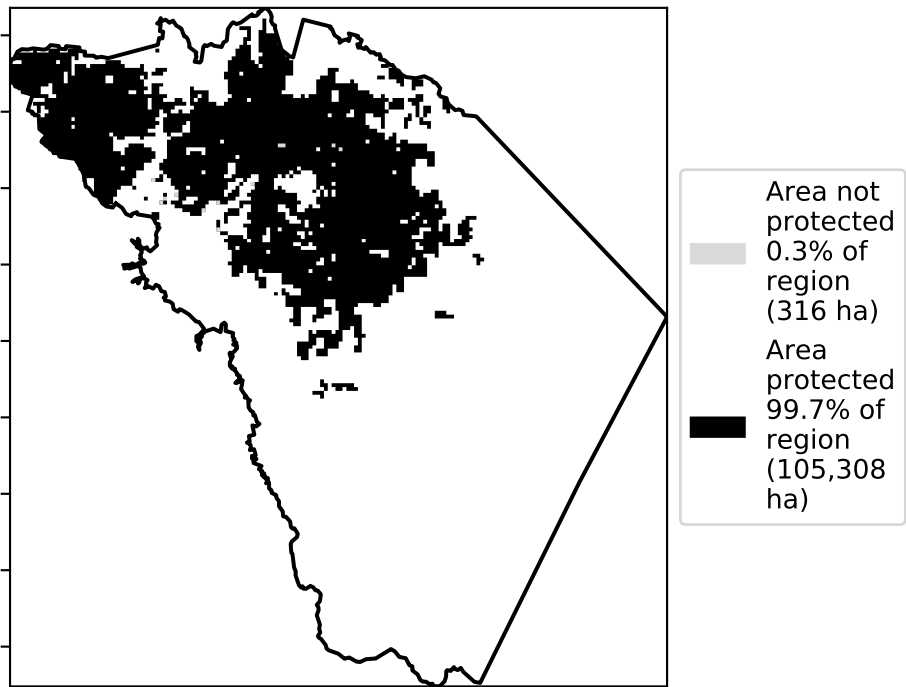 Area not
protected
0.3% of
region
(316 ha)
Area
protected
99.7% of
region
(105,308
ha)